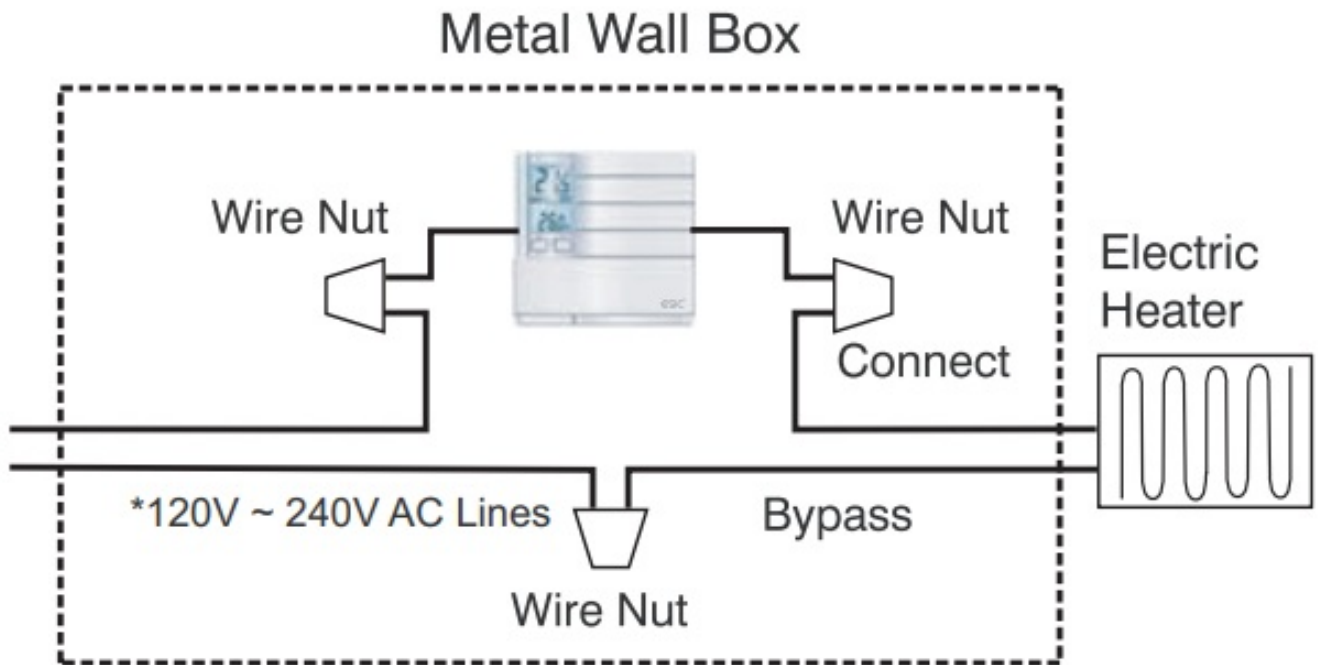 Metal Wall Box
Wire Nut
Wire Nut
Electric
Heater
Connect
*120V ~ 240V AC Lines
Bypass
Wire Nut